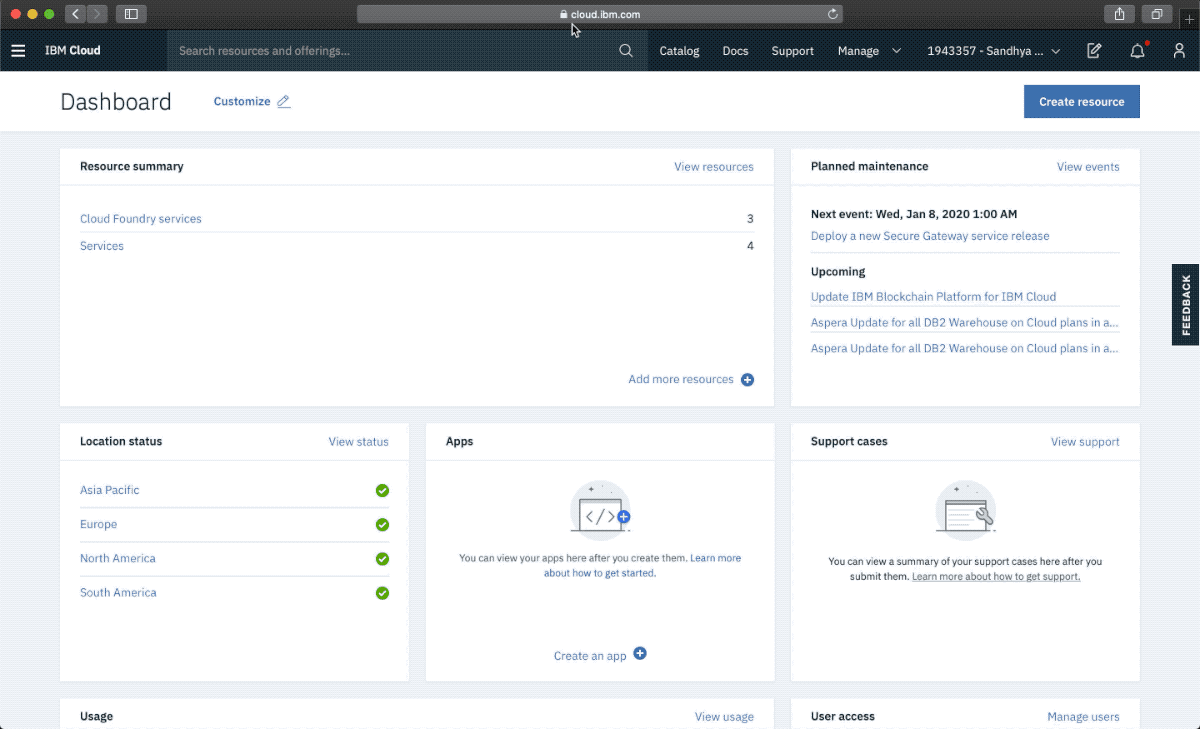 cloud.ibm.com
IBM Cloud
Search resources and offerings...
Catalog
Docs
Support
Manage
1943357 - Sandhya ...
Dashboard
Customize
Create resource
Resource summary
View resources
Cloud Foundry services
3
Services
4
Add more resources
Planned maintenance
View events
Next event: Wed, Jan 8, 2020 1:00 AM
Deploy a new Secure Gateway service release
Upcoming
Update IBM Blockchain Platform for IBM Cloud
Aspera Update for all DB2 Warehouse on Cloud plans in a...
Aspera Update for all DB2 Warehouse on Cloud plans in a...
FEEDBACK
Location status
View status
Asia Pacific
Europe
North America
South America
Apps
</>
You can view your apps here after you create them. Learn more
about how to get started.
Create an app
Support cases
View support
You can view a summary of your support cases here after you
submit them. Learn more about how to get support.
Usage
View usage
User access
Manage users